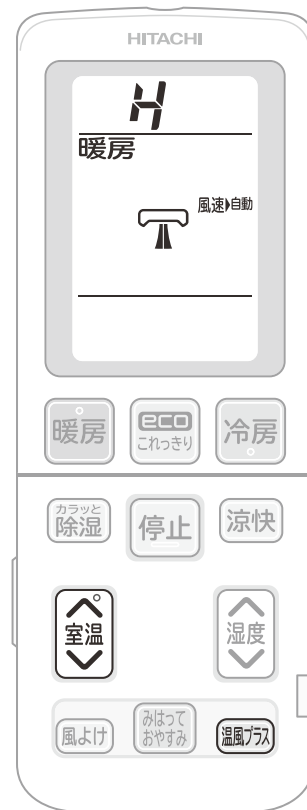 HITACHI
H
暖房
風速▶自動
暖房
eco
これっきり
冷房
カラッと
除湿
停止
涼快
室温
湿度
風よけ
みはって
おやすみ
温風プラス